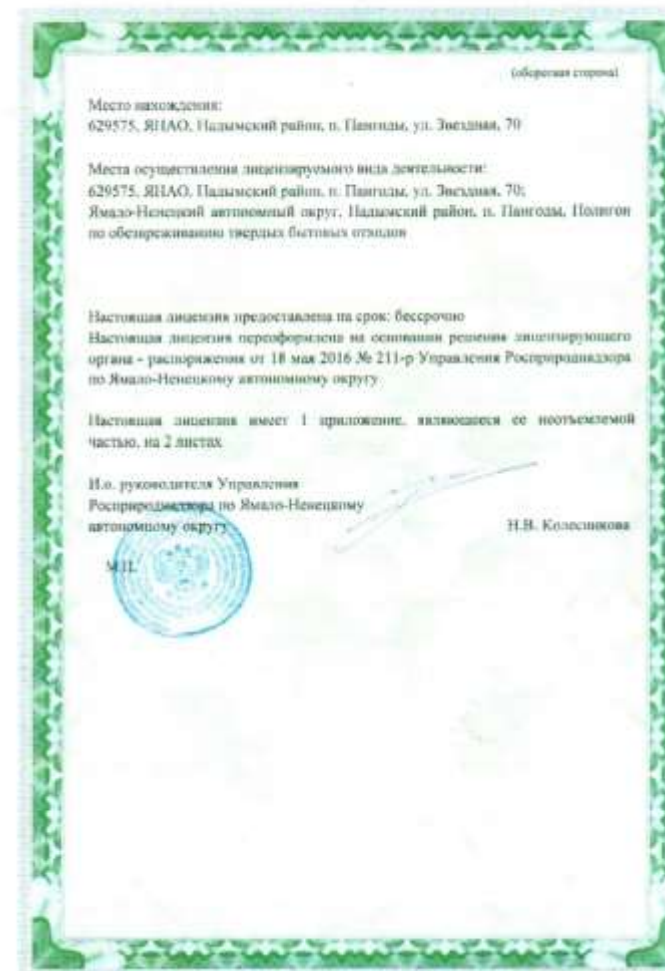 (оборотная сторона)
Место нахождения:
629575, ЯНАО, Надымский район, п. Пангоды, ул. Звездная, 70
Места осуществления лицензируемого вида деятельности:
629575, ЯНАО, Надымский район, п. Пангоды, ул. Звездная, 70;
Ямало-Ненецкий автономный округ, Надымский район, п. Пангоды, Полигон
по обезвреживанию твердых бытовых отходов
Настоящая лицензия предоставлена на срок: бессрочно
Настоящая лицензия переоформлена на основании решения лицензирующего
органа - распоряжения от 18 мая 2016 № 211-р Управления Росприроднадзора
по Ямало-Ненецкому автономному округу
Настоящая лицензия имеет 1 приложение, являющееся ее неотъемлемой
частью, на 2 листах
И.о. руководителя Управления
Росприроднадзора по Ямало-Ненецкому
автономному округу
Н.В. Колесникова
М.П.